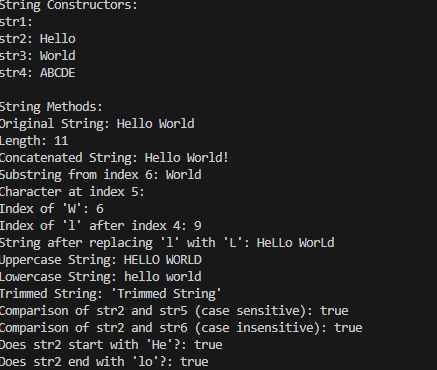 String Constructors:
str1:
str2: Hello
str3: World
str4: ABCDE
String Methods:
Original String: Hello World
Length: 11
Concatenated String: Hello World!
Substring from index 6: World
Character at index 5:
Index of 'W': 6
Index of 'l' after index 4: 9
String after replacing 'l' with 'L': HeLLo WorLd
Uppercase String: HELLO WORLD
Lowercase String: hello world
Trimmed String: 'Trimmed String'
Comparison of str2 and str5 (case sensitive): true
Comparison of str2 and str6 (case insensitive): true
Does str2 start with 'He'?: true
Does str2 end with 'lo'?: true